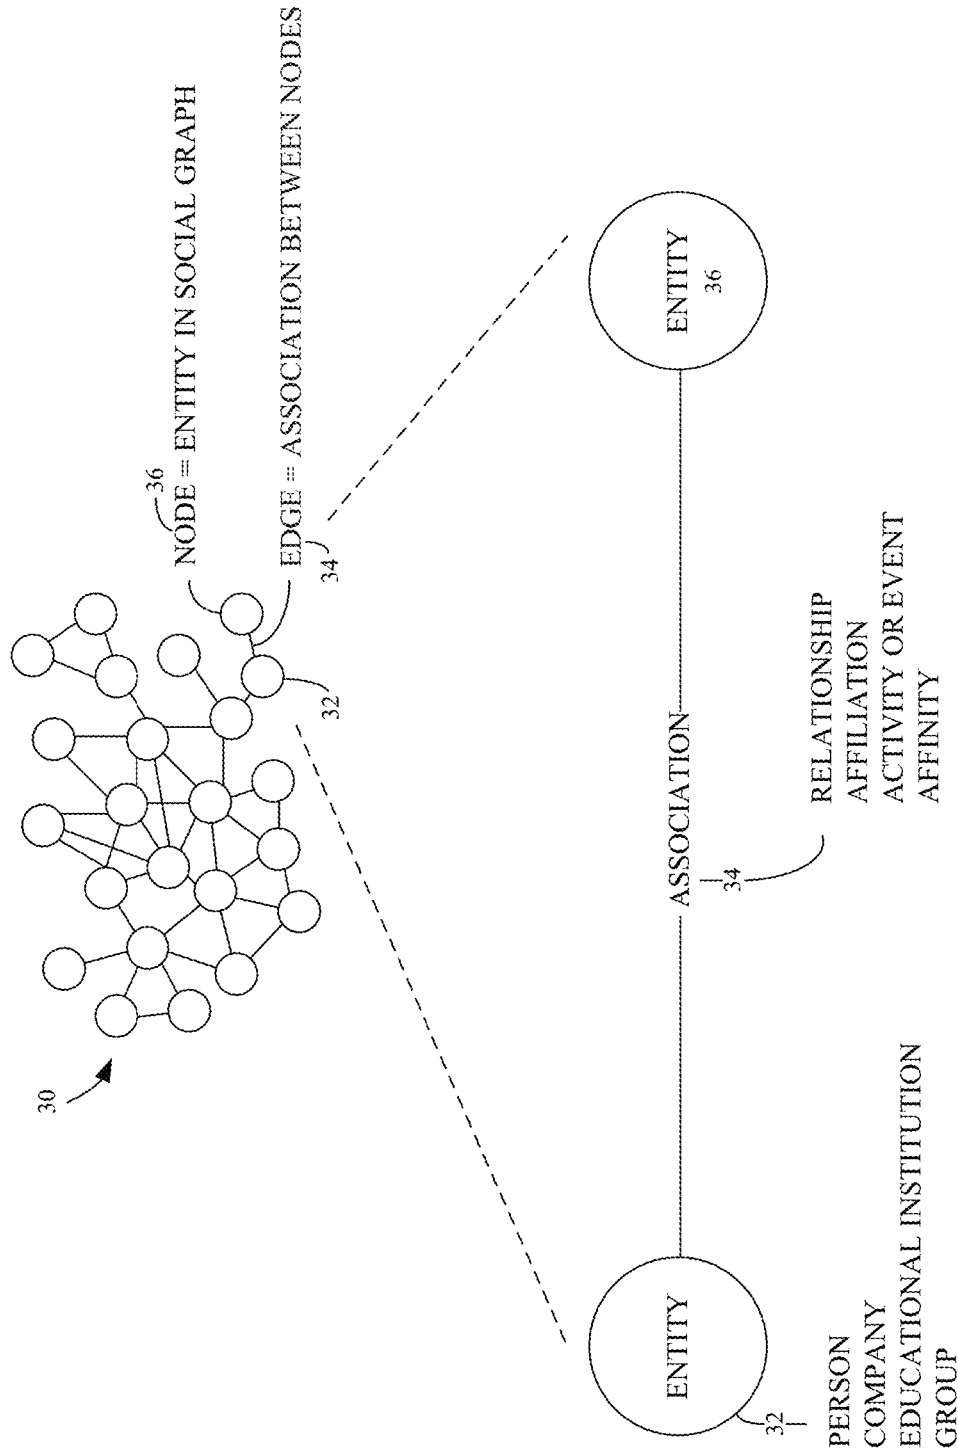 30
36
NODE = ENTITY IN SOCIAL GRAPH
EDGE = ASSOCIATION BETWEEN NODES
34
32
ENTITY
ASSOCIATION
ENTITY
36
32
34
PERSON
COMPANY
EDUCATIONAL INSTITUTION
GROUP
RELATIONSHIP
AFFILIATION
ACTIVITY OR EVENT
AFFINITY